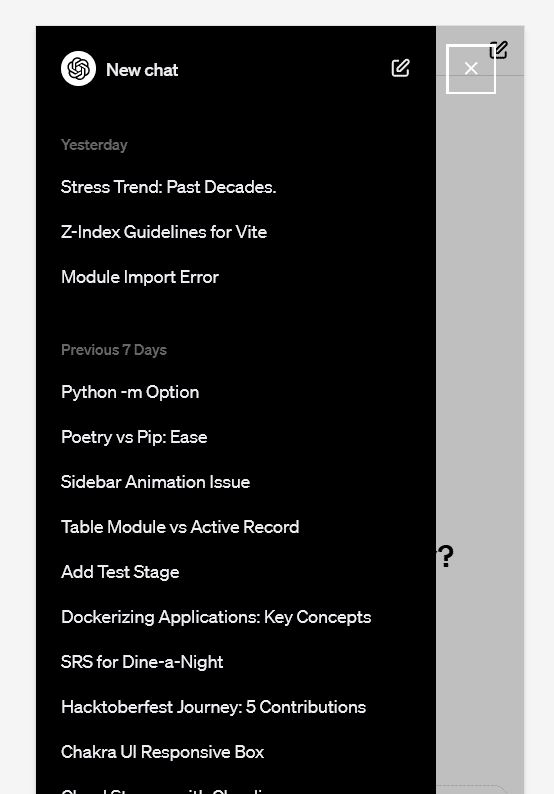 New chat
Yesterday
Stress Trend: Past Decades.
Z-Index Guidelines for Vite
Module Import Error
Previous 7 Days
Python -m Option
Poetry vs Pip: Ease
Sidebar Animation Issue
Table Module vs Active Record
?
Add Test Stage
Dockerizing Applications: Key Concepts
SRS for Dine-a-Night
Hacktoberfest Journey: 5 Contributions
Chakra UI Responsive Box